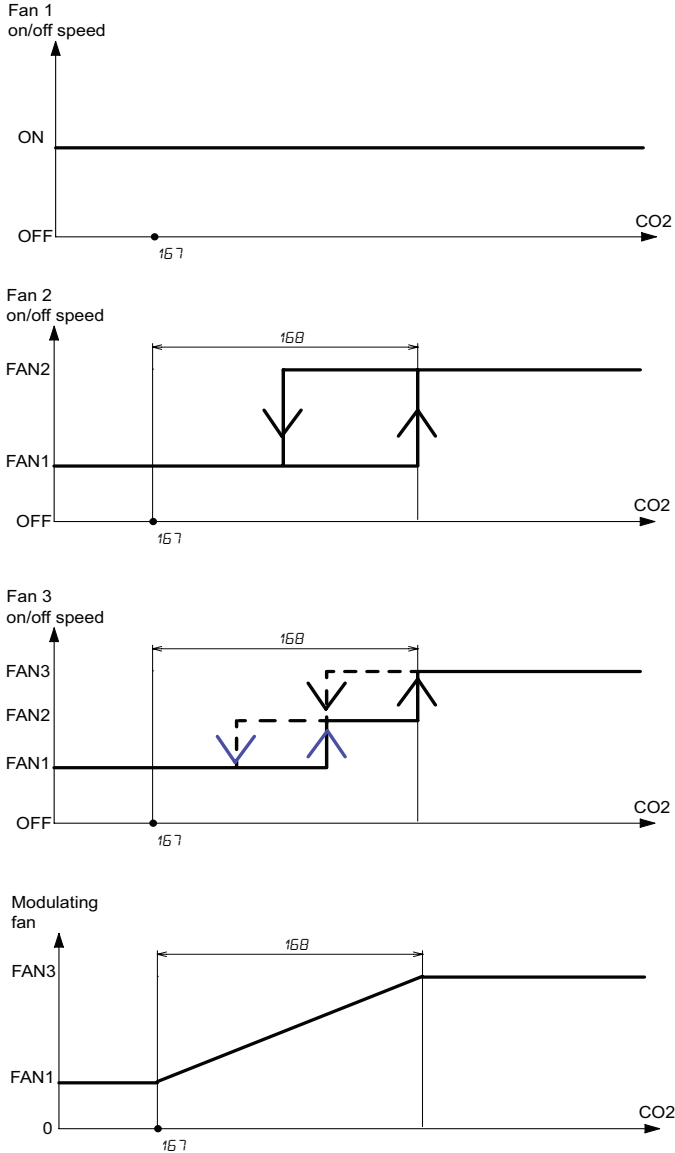 Fan 1
on/off speed
ON
OFF
CO2
167
Fan 2
on/off speed
168
FAN2
FAN1
CO2
OFF
167
Fan 3
on/off speed
168
FAN3
FAN2
FAN1
CO2
OFF
167
Modulating
fan
168
FAN3
FAN1
CO2
0
167